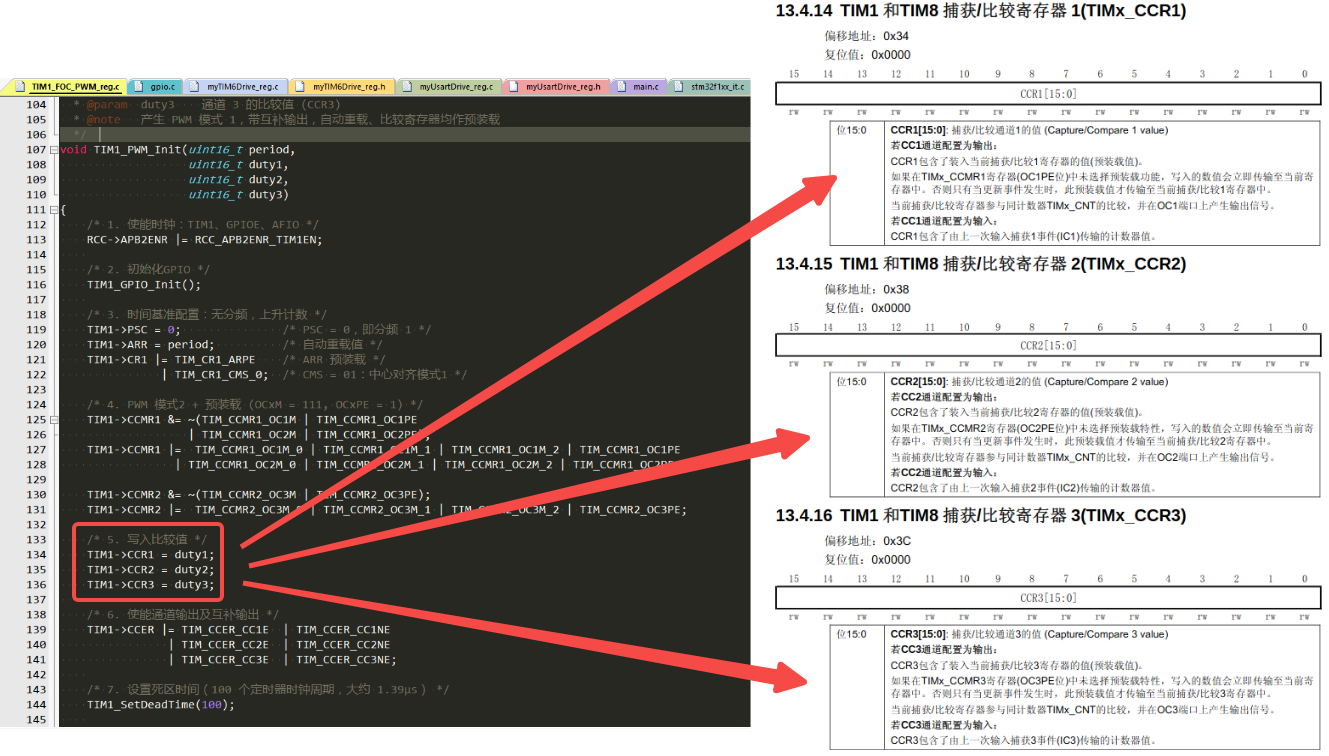 TIM1_FOC_PWM_reg.c gpio.c myTIM6Drive_reg.c myTIM6Drive_reg.h myUsartDrive_reg.c myUsartDrive_reg.h main.c stm32f1xx_it.c
104 * @param duty3 通道 3 的比较值（CCR3）
105 * @note 产生 PWM 模式 1，带互补输出，自动重载、比较寄存器均作预装载
106 */
107 void TIM1_PWM_Init(uint16_t period,
108 uint16_t duty1,
109 uint16_t duty2,
110 uint16_t duty3)
111 {
112 /* 1. 使能时钟：TIM1、GPIOE、AFIO */
113 RCC->APB2ENR |= RCC_APB2ENR_TIM1EN;
114
115 /* 2. 初始化GPIO */
116 TIM1_GPIO_Init();
117
118 /* 3. 时间基准配置：无分频，上升计数 */
119 TIM1->PSC = 0; /* PSC = 0，即分频 1 */
120 TIM1->ARR = period; /* 自动重载值 */
121 TIM1->CR1 |= TIM_CR1_ARPE /* ARR 预装载 */
122 | TIM_CR1_CMS_0; /* CMS = 01：中心对齐模式1 */
123
124 /* 4. PWM 模式2 + 预装载（OCxM = 111, OCxPE = 1）*/
125 TIM1->CCMR1 &= ~(TIM_CCMR1_OC1M | TIM_CCMR1_OC1PE
126 | TIM_CCMR1_OC2M | TIM_CCMR1_OC2PE);
127 TIM1->CCMR1 |= TIM_CCMR1_OC1M_0 | TIM_CCMR1_OC1M_1 | TIM_CCMR1_OC1M_2 | TIM_CCMR1_OC1PE
128 | TIM_CCMR1_OC2M_0 | TIM_CCMR1_OC2M_1 | TIM_CCMR1_OC2M_2 | TIM_CCMR1_OC2PE;
129
130 TIM1->CCMR2 &= ~(TIM_CCMR2_OC3M | TIM_CCMR2_OC3PE);
131 TIM1->CCMR2 |= TIM_CCMR2_OC3M_0 | TIM_CCMR2_OC3M_1 | TIM_CCMR2_OC3M_2 | TIM_CCMR2_OC3PE;
132
133 /* 5. 写入比较值 */
134 TIM1->CCR1 = duty1;
135 TIM1->CCR2 = duty2;
136 TIM1->CCR3 = duty3;
137
138 /* 6. 使能通道输出及互补输出 */
139 TIM1->CCER |= TIM_CCER_CC1E | TIM_CCER_CC1NE
140 | TIM_CCER_CC2E | TIM_CCER_CC2NE
141 | TIM_CCER_CC3E | TIM_CCER_CC3NE;
142
143 /* 7. 设置死区时间（100 个定时器时钟周期，大约 1.39μs） */
144 TIM1_SetDeadTime(100);
145
13.4.14 TIM1 和TIM8 捕获/比较寄存器 1(TIMx_CCR1)
偏移地址：0x34
复位值：0x0000
15 14 13 12 11 10 9 8 7 6 5 4 3 2 1 0
CCR1[15:0]
rw rw rw rw rw rw rw rw rw rw rw rw rw rw rw rw
位15:0 CCR1[15:0]: 捕获/比较通道1的值 (Capture/Compare 1 value)
若CC1通道配置为输出：
CCR1包含了装入当前捕获/比较1寄存器的值(预装载值)。
如果在TIMx_CCMR1寄存器(OC1PE位)中未选择预装载功能，写入的数值会立即传输至当前寄
存器中。否则只有当更新事件发生时，此预装载值才传输至当前捕获/比较1寄存器中。
当前捕获/比较寄存器参与同计数器TIMx_CNT的比较，并在OC1端口上产生输出信号。
若CC1通道配置为输入：
CCR1包含了由上一次输入捕获1事件(IC1)传输的计数器值。
13.4.15 TIM1 和TIM8 捕获/比较寄存器 2(TIMx_CCR2)
偏移地址：0x38
复位值：0x0000
15 14 13 12 11 10 9 8 7 6 5 4 3 2 1 0
CCR2[15:0]
rw rw rw rw rw rw rw rw rw rw rw rw rw rw rw rw
位15:0 CCR2[15:0]: 捕获/比较通道2的值 (Capture/Compare 2 value)
若CC2通道配置为输出：
CCR2包含了装入当前捕获/比较2寄存器的值(预装载值)。
如果在TIMx_CCMR2寄存器(OC2PE位)中未选择预装载特性，写入的数值会立即传输至当前寄
存器中。否则只有当更新事件发生时，此预装载值才传输至当前捕获/比较2寄存器中。
当前捕获/比较寄存器参与同计数器TIMx_CNT的比较，并在OC2端口上产生输出信号。
若CC2通道配置为输入：
CCR2包含了由上一次输入捕获2事件(IC2)传输的计数器值。
13.4.16 TIM1 和TIM8 捕获/比较寄存器 3(TIMx_CCR3)
偏移地址：0x3C
复位值：0x0000
15 14 13 12 11 10 9 8 7 6 5 4 3 2 1 0
CCR3[15:0]
rw rw rw rw rw rw rw rw rw rw rw rw rw rw rw rw
位15:0 CCR3[15:0]: 捕获/比较通道3的值 (Capture/Compare 3 value)
若CC3通道配置为输出：
CCR3包含了装入当前捕获/比较3寄存器的值(预装载值)。
如果在TIMx_CCMR3寄存器(OC3PE位)中未选择预装载特性，写入的数值会立即传输至当前寄
存器中。否则只有当更新事件发生时，此预装载值才传输至当前捕获/比较3寄存器中。
当前捕获/比较寄存器参与同计数器TIMx_CNT的比较，并在OC3端口上产生输出信号。
若CC3通道配置为输入：
CCR3包含了由上一次输入捕获3事件(IC3)传输的计数器值。